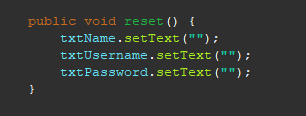 public void reset() {
    txtName.setText("");
    txtUsername.setText("");
    txtPassword.setText("");
}